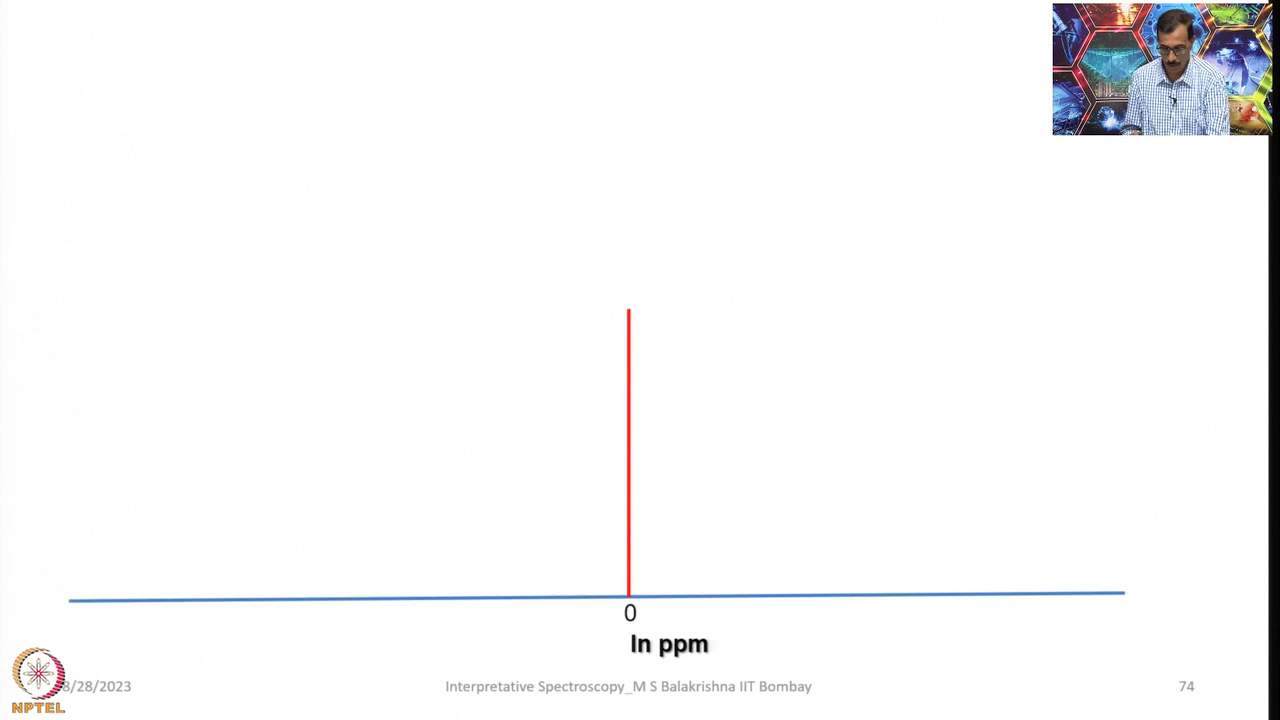 0
In ppm
8/28/2023
Interpretative Spectroscopy_M S Balakrishna IIT Bombay
74
NPTEL